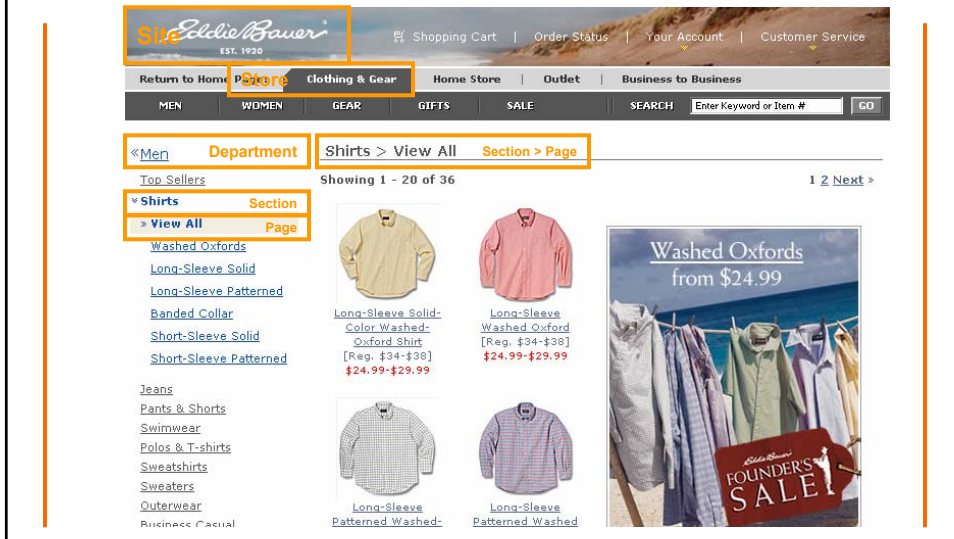 Site Eddie Bauer
EST. 1920
Shopping Cart | Order Status | Your Account | Customer Service
Return to Home Page Store Clothing & Gear Home Store | Outlet | Business to Business
MEN WOMEN GEAR GIFTS SALE SEARCH Enter Keyword or Item # GO
«Men Department Shirts > View All Section > Page
Top Sellers Showing 1 - 20 of 36 1 2 Next »
Shirts Section
» View All Page
Washed Oxfords
Long-Sleeve Solid
Long-Sleeve Patterned
Banded Collar
Short-Sleeve Solid
Short-Sleeve Patterned
Jeans
Pants & Shorts
Swimwear
Polos & T-shirts
Sweatshirts
Sweaters
Outerwear
Business Casual
Long-Sleeve Solid-
Color Washed-
Oxford Shirt
[Reg. $34-$38]
$24.99-$29.99
Long-Sleeve
Washed Oxford
[Reg. $34-$38]
$24.99-$29.99
Long-Sleeve
Patterned Washed-
Long-Sleeve
Patterned Washed
Washed Oxfords
from $24.99
Eddie Bauer
FOUNDER'S
SALE